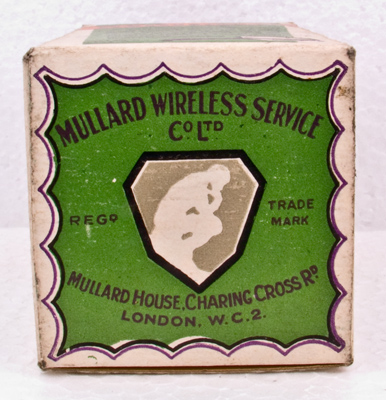 MULLARD WIRELESS SERVICE
Co LTD
REGD TRADE
MARK
MULLARD HOUSE, CHARING CROSS RD
LONDON, W.C.2.